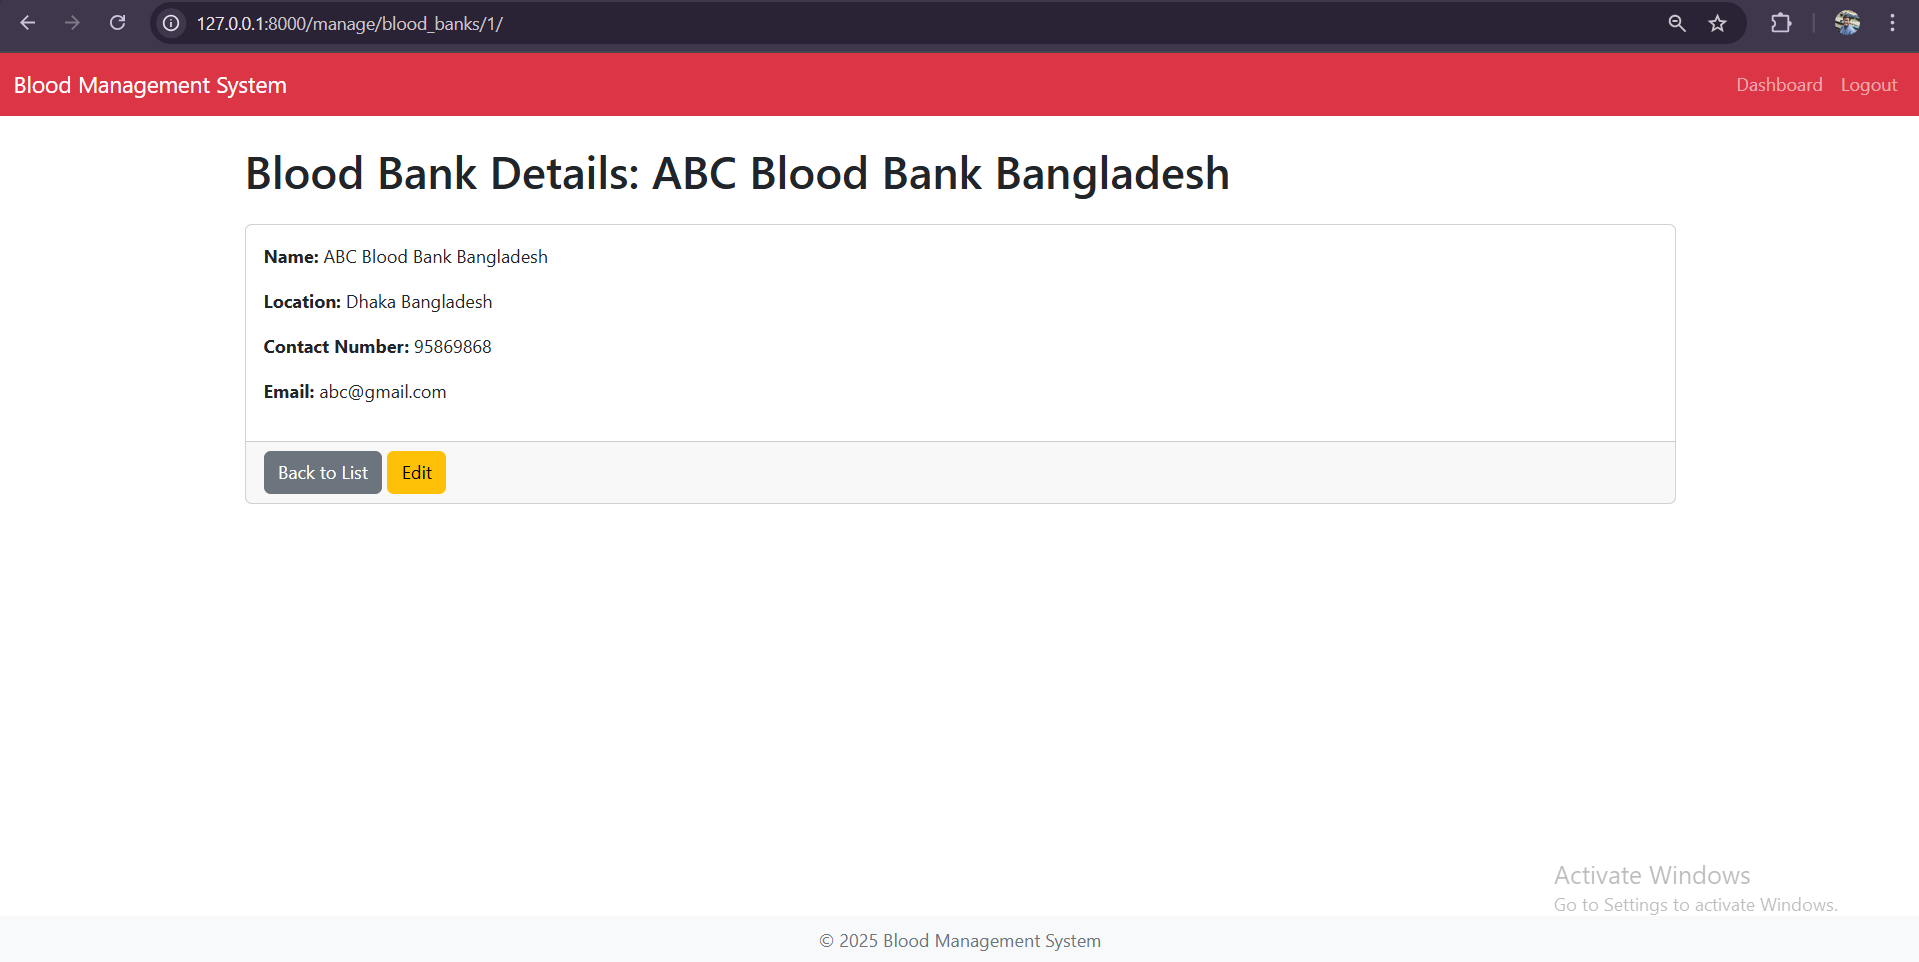 127.0.0.1:8000/manage/blood_banks/1/
Blood Management System
Dashboard Logout
Blood Bank Details: ABC Blood Bank Bangladesh
Name: ABC Blood Bank Bangladesh
Location: Dhaka Bangladesh
Contact Number: 95869868
Email: abc@gmail.com
Back to List Edit
Activate Windows
Go to Settings to activate Windows.
© 2025 Blood Management System